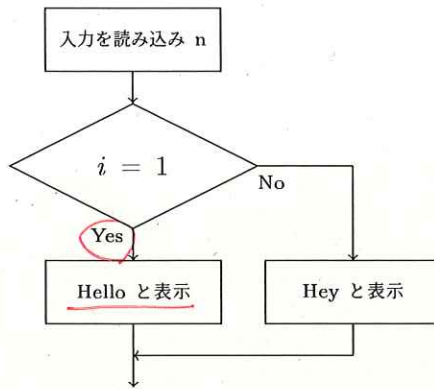 入力を読み込み n
i = 1
No
Yes
Hello と表示
Hey と表示